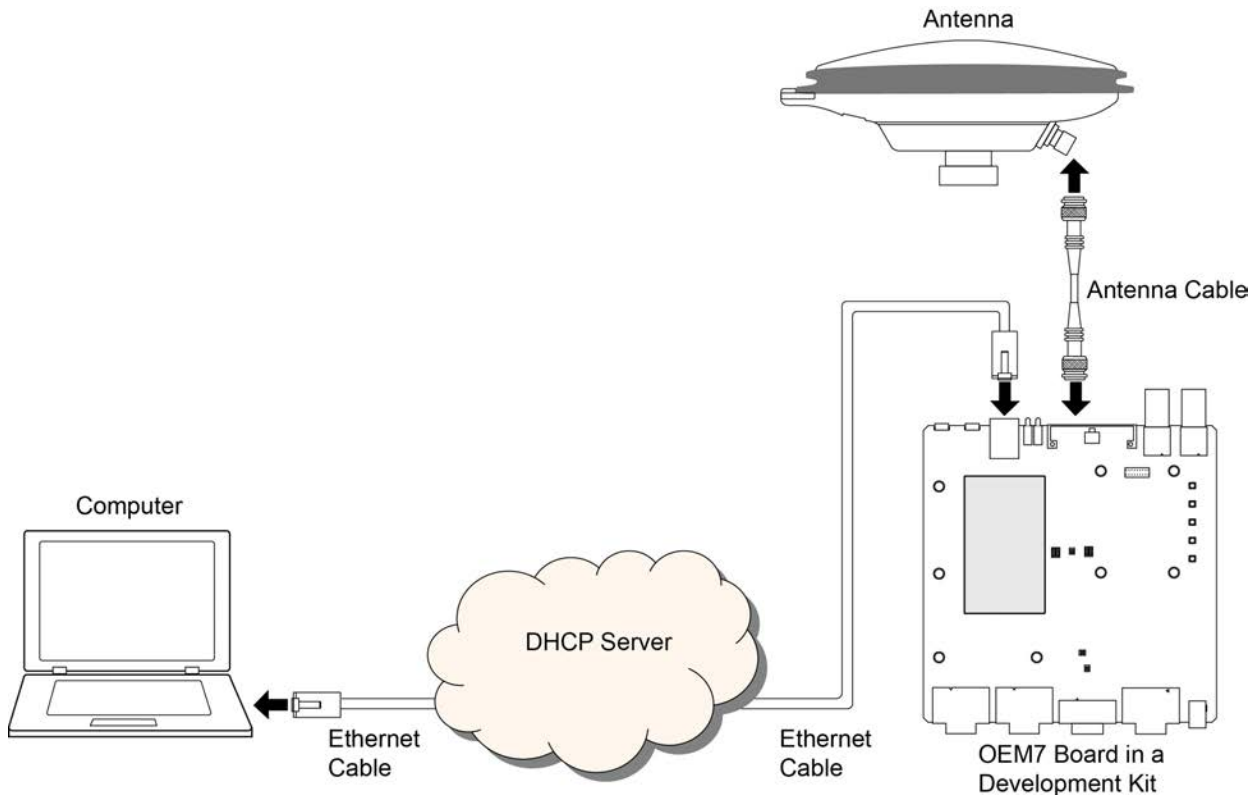 Antenna
Antenna Cable
Computer
DHCP Server
Ethernet
Cable
Ethernet
Cable
OEM7 Board in a
Development Kit